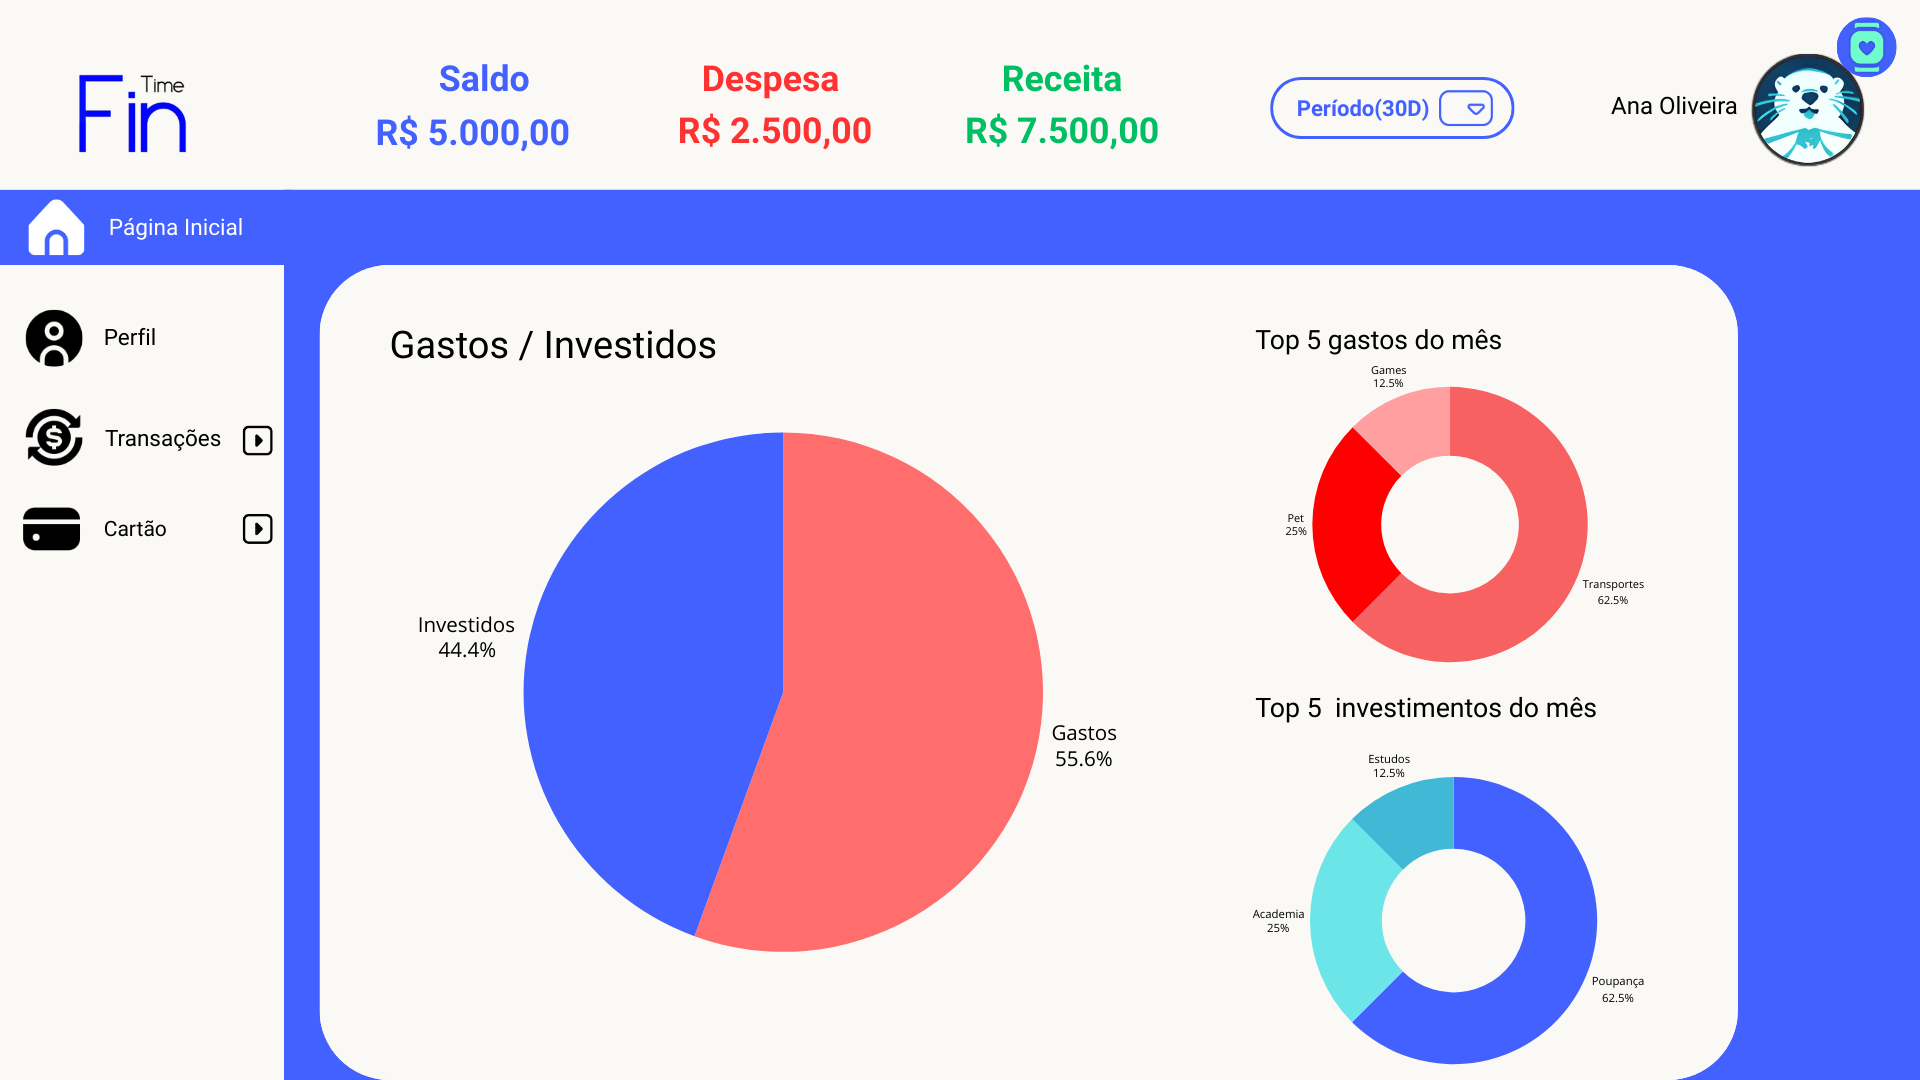 Time
Fin
Saldo
R$ 5.000,00
Despesa
R$ 2.500,00
Receita
R$ 7.500,00
Período(30D)
Ana Oliveira
Página Inicial
Perfil
Transações
Cartão
Gastos / Investidos
Investidos
44.4%
Gastos
55.6%
Top 5 gastos do mês
Games
12.5%
Pet
25%
Transportes
62.5%
Top 5  investimentos do mês
Estudos
12.5%
Academia
25%
Poupança
62.5%